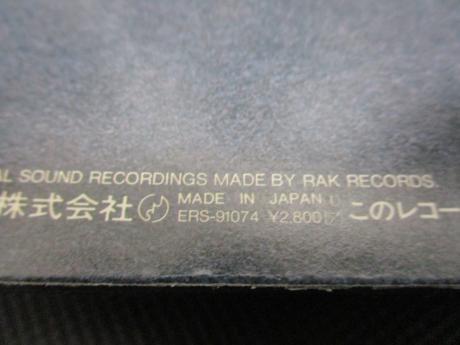 AL SOUND RECORDINGS MADE BY RAK RECORDS.
株式会社 MADE IN JAPAN
ERS-91074 ¥2,800 このレコー